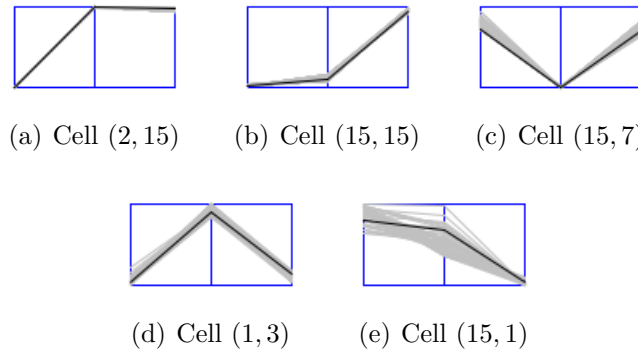 (a) Cell (2, 15) (b) Cell (15, 15) (c) Cell (15, 7)
(d) Cell (1, 3) (e) Cell (15, 1)